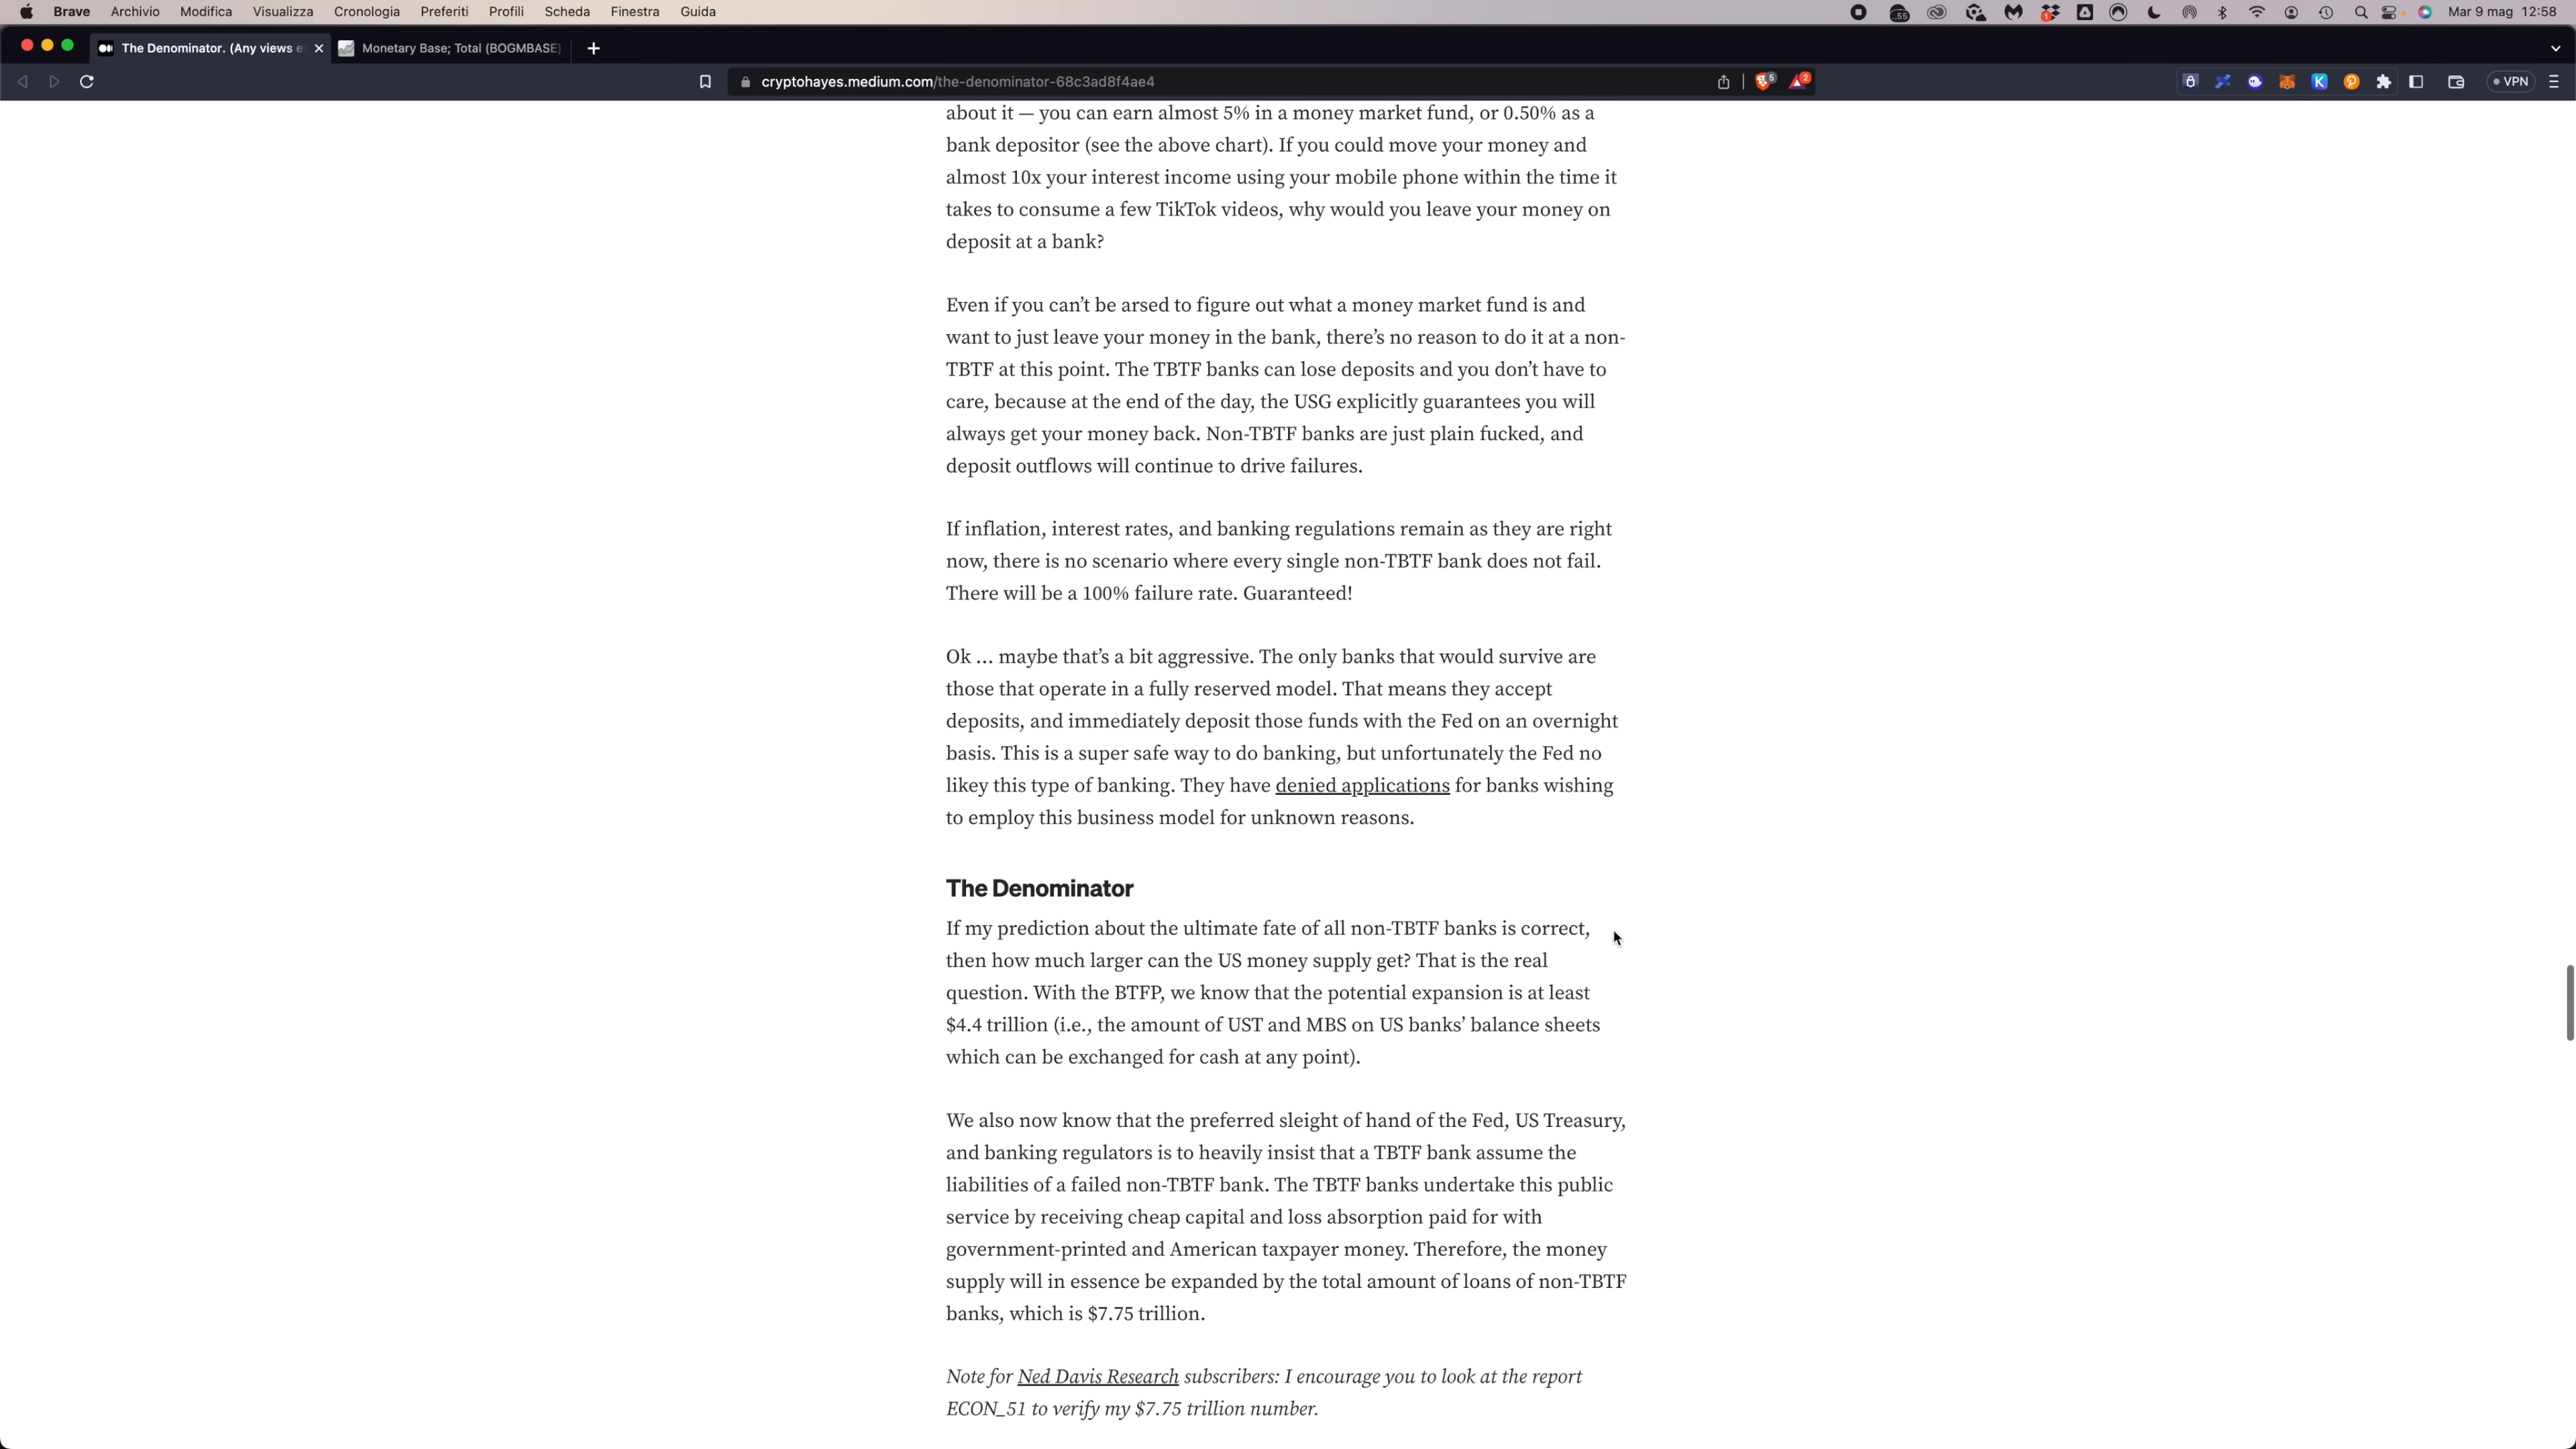 Brave Archivio Modifica Visualizza Cronologia Preferiti Profili Scheda Finestra Guida Mar 9 mag 12:58
The Denominator. (Any views e Monetary Base; Total (BOGMBASE)
cryptohayes.medium.com/the-denominator-68c3ad8f4ae4 VPN
about it — you can earn almost 5% in a money market fund, or 0.50% as a
bank depositor (see the above chart). If you could move your money and
almost 10x your interest income using your mobile phone within the time it
takes to consume a few TikTok videos, why would you leave your money on
deposit at a bank?
Even if you can’t be arsed to figure out what a money market fund is and
want to just leave your money in the bank, there’s no reason to do it at a non-
TBTF at this point. The TBTF banks can lose deposits and you don’t have to
care, because at the end of the day, the USG explicitly guarantees you will
always get your money back. Non-TBTF banks are just plain fucked, and
deposit outflows will continue to drive failures.
If inflation, interest rates, and banking regulations remain as they are right
now, there is no scenario where every single non-TBTF bank does not fail.
There will be a 100% failure rate. Guaranteed!
Ok … maybe that’s a bit aggressive. The only banks that would survive are
those that operate in a fully reserved model. That means they accept
deposits, and immediately deposit those funds with the Fed on an overnight
basis. This is a super safe way to do banking, but unfortunately the Fed no
likey this type of banking. They have denied applications for banks wishing
to employ this business model for unknown reasons.
The Denominator
If my prediction about the ultimate fate of all non-TBTF banks is correct,
then how much larger can the US money supply get? That is the real
question. With the BTFP, we know that the potential expansion is at least
$4.4 trillion (i.e., the amount of UST and MBS on US banks’ balance sheets
which can be exchanged for cash at any point).
We also now know that the preferred sleight of hand of the Fed, US Treasury,
and banking regulators is to heavily insist that a TBTF bank assume the
liabilities of a failed non-TBTF bank. The TBTF banks undertake this public
service by receiving cheap capital and loss absorption paid for with
government-printed and American taxpayer money. Therefore, the money
supply will in essence be expanded by the total amount of loans of non-TBTF
banks, which is $7.75 trillion.
Note for Ned Davis Research subscribers: I encourage you to look at the report
ECON_51 to verify my $7.75 trillion number.